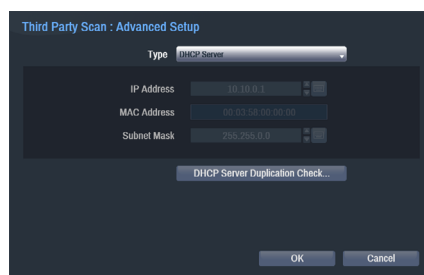 Third Party Scan : Advanced Setup
Type DHCP Server
IP Address 10.10.0.1
MAC Address 00:03:58:00:00:00
Subnet Mask 255.255.0.0
DHCP Server Duplication Check...
OK Cancel